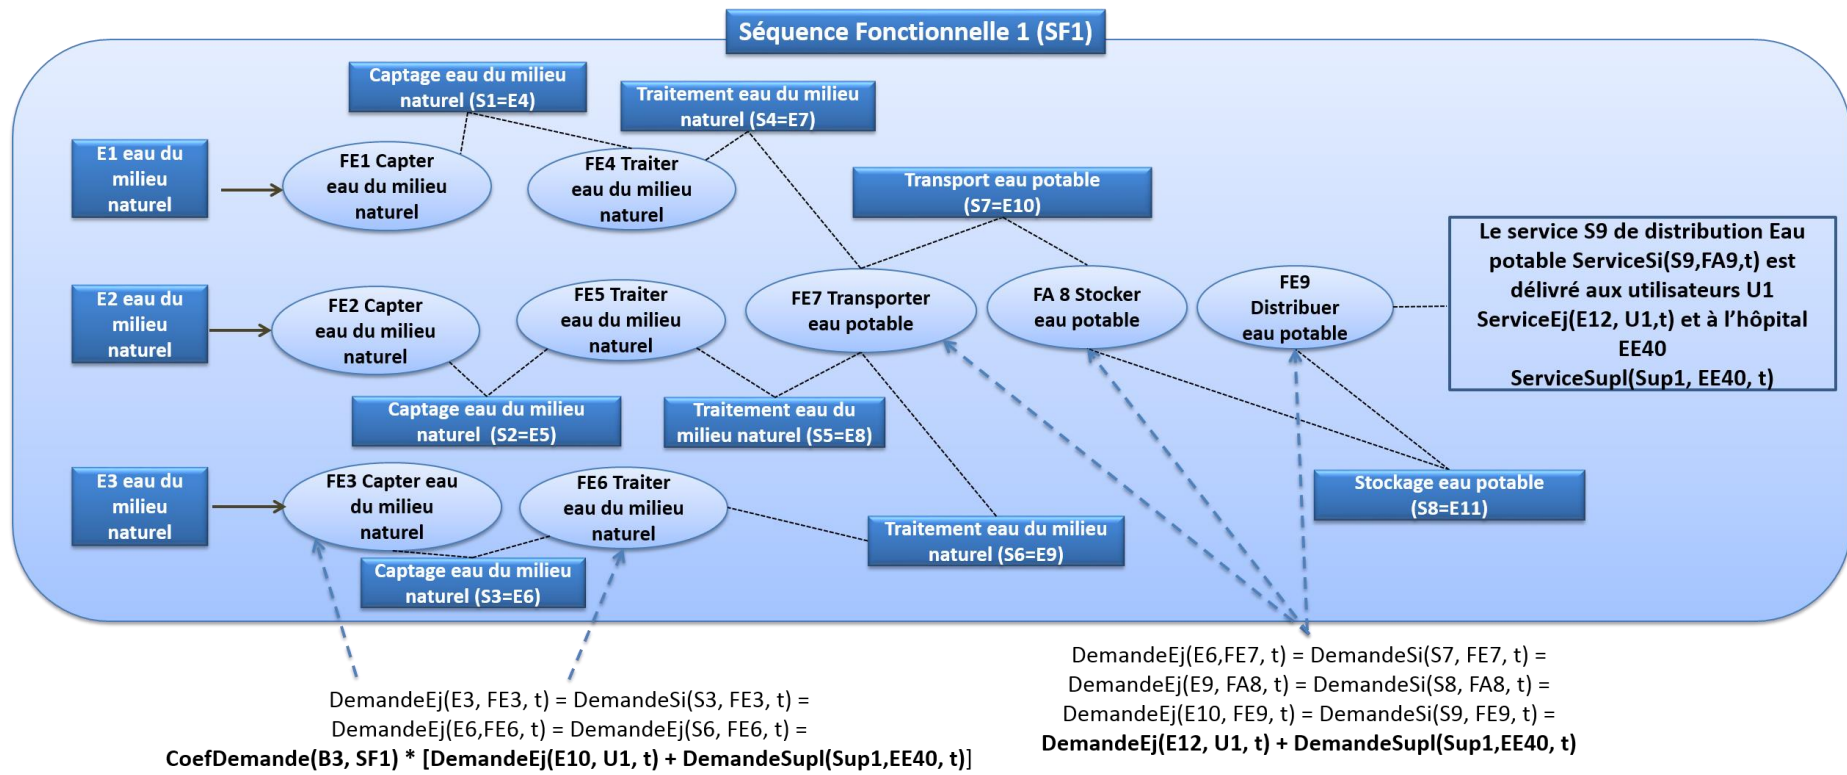 Séquence Fonctionnelle 1 (SF1)
Captage eau du milieu
naturel (S1=E4)
Traitement eau du milieu
naturel (S4=E7)
E1 eau du
milieu
naturel
FE1 Capter
eau du milieu
naturel
FE4 Traiter
eau du milieu
naturel
Transport eau potable
(S7=E10)
Le service S9 de distribution Eau
potable ServiceSi(S9,FA9,t) est
délivré aux utilisateurs U1
ServiceEj(E12, U1,t) et à l’hôpital
EE40
ServiceSupl(Sup1, EE40, t)
E2 eau du
milieu
naturel
FE2 Capter
eau du milieu
naturel
FE5 Traiter
eau du milieu
naturel
FE7 Transporter
eau potable
FA 8 Stocker
eau potable
FE9
Distribuer
eau potable
Captage eau du milieu
naturel (S2=E5)
Traitement eau du
milieu naturel (S5=E8)
E3 eau du
milieu
naturel
FE3 Capter eau
du milieu
naturel
FE6 Traiter
eau du milieu
naturel
Stockage eau potable
(S8=E11)
Traitement eau du milieu
naturel (S6=E9)
Captage eau du milieu
naturel (S3=E6)
DemandeEj(E3, FE3, t) = DemandeSi(S3, FE3, t) =
DemandeEj(E6,FE6, t) = DemandeEj(S6, FE6, t) =
CoefDemande(B3, SF1) * [DemandeEj(E10, U1, t) + DemandeSupl(Sup1,EE40, t)]
DemandeEj(E6,FE7, t) = DemandeSi(S7, FE7, t) =
DemandeEj(E9, FA8, t) = DemandeSi(S8, FA8, t) =
DemandeEj(E10, FE9, t) = DemandeSi(S9, FE9, t) =
DemandeEj(E12, U1, t) + DemandeSupl(Sup1,EE40, t)